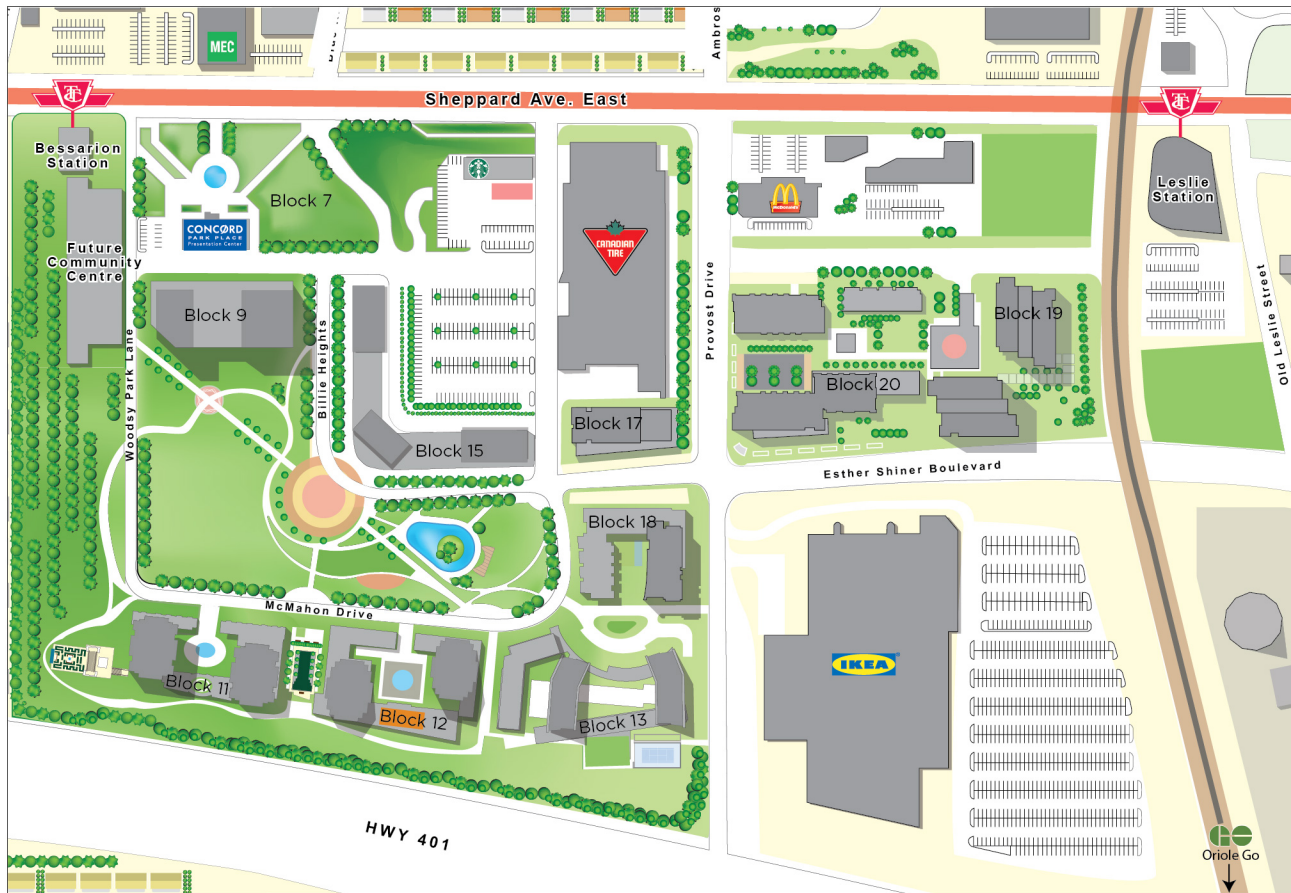 MEC
Sheppard Ave. East
TTC
TTC
Bessarion
Station
Leslie
Station
Block 7
CONCORD
PARK PLACE
Presentation Center
CANADIAN
TIRE
McDonald's
Future
Community
Centre
Provost Drive
Old Leslie Street
Block 9
Block 19
Woodsy Park Lane
Billie Heights
Block 20
Block 17
Block 15
Esther Shiner Boulevard
Block 18
McMahon Drive
IKEA
Block 11
Block 12
Block 13
HWY 401
GO
Oriole Go